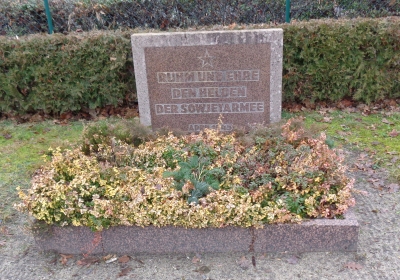 RUHM UND EHRE
DEN HELDEN
DER SOWJETARMEE